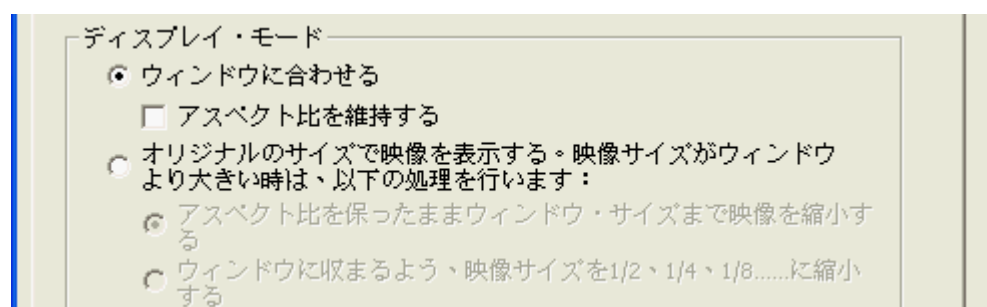 ディスプレイ・モード
ウィンドウに合わせる
アスペクト比を維持する
オリジナルのサイズで映像を表示する。映像サイズがウィンドウ
より大きい時は、以下の処理を行います：
アスペクト比を保ったままウィンドウ・サイズまで映像を縮小す
る
ウィンドウに収まるよう、映像サイズを1/2、1/4、1/8......に縮小
する